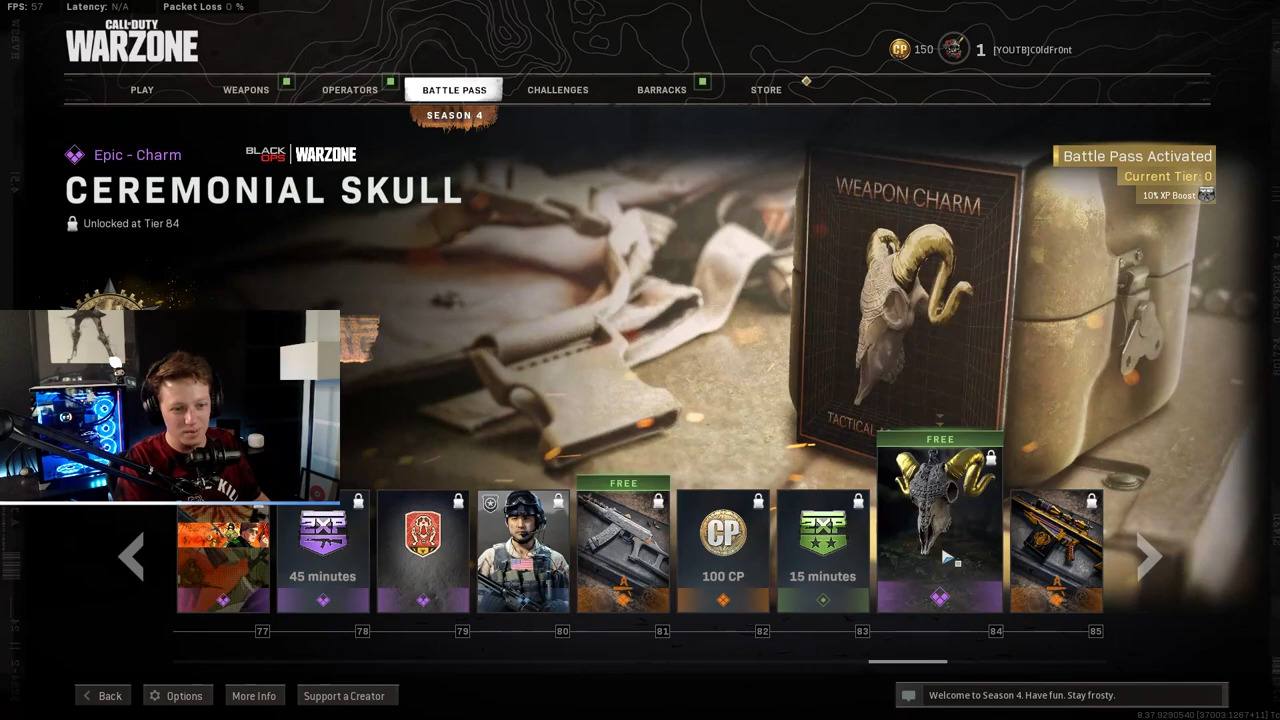 FPS: 57 Latency: N/A Packet Loss 0 %
CALL OF DUTY
WARZONE
CP 150 1 [YOUTB]C0ldFr0nt
PLAY WEAPONS OPERATORS BATTLE PASS CHALLENGES BARRACKS STORE
SEASON 4
Epic - Charm BLACK OPS | WARZONE
CEREMONIAL SKULL
Unlocked at Tier 84
Battle Pass Activated
Current Tier: 0
10% XP Boost
WEAPON CHARM
TACTICAL
FREE
FREE
2XP
45 minutes
CP
100 CP
2XP
15 minutes
77 78 79 80 81 82 83 84 85
Back Options More Info Support a Creator
Welcome to Season 4. Have fun. Stay frosty.